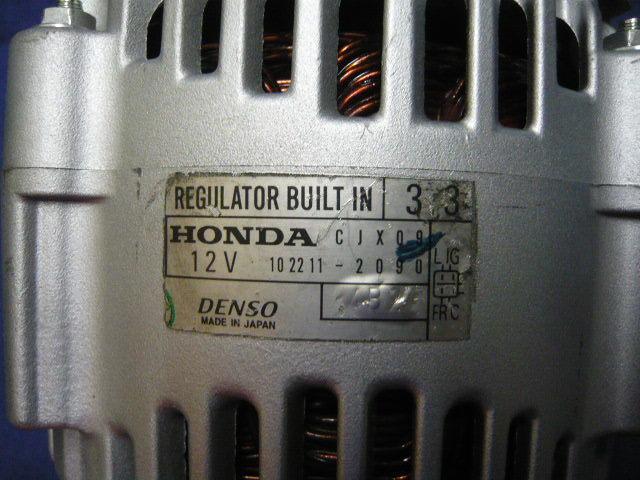 REGULATOR BUILT IN 3 3
HONDA CJX09
12V 102211-2090
L IG
DENSO
MADE IN JAPAN
FR C